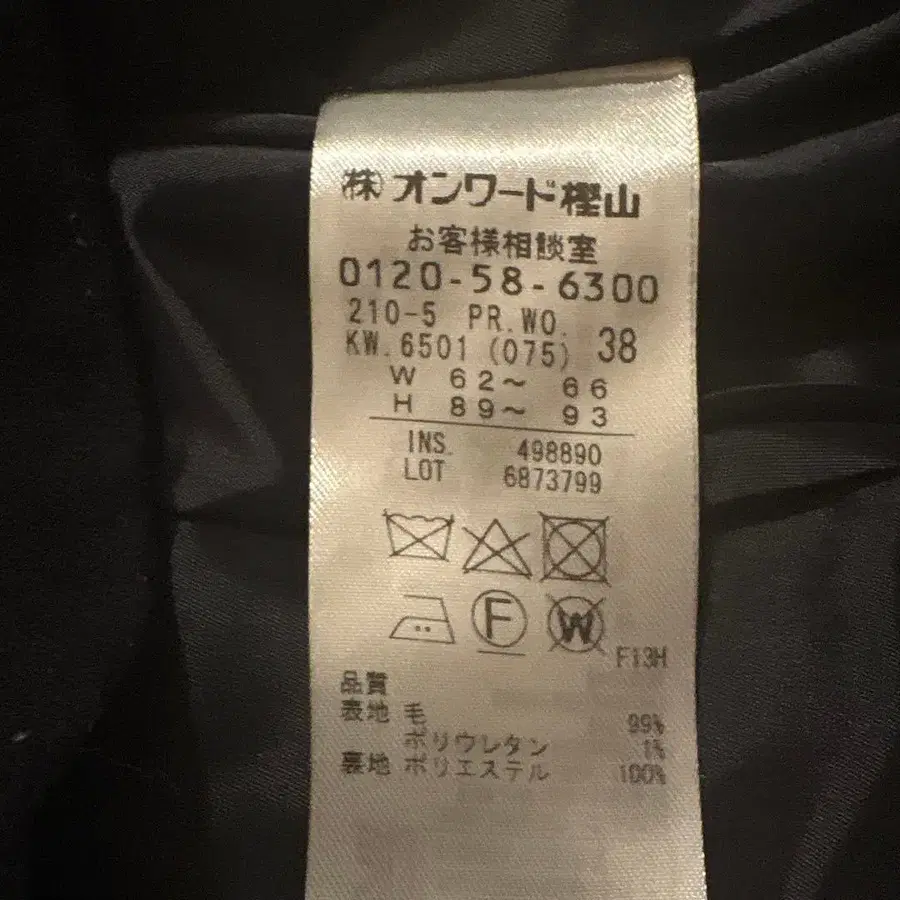 (株)オンワード樫山
お客様相談室
0120-58-6300
210-5 PR.WO. 38
KW.6501 (075)
W 62～ 66
H 89～ 93
INS. 498890
LOT 6873799
F
W
F13H
品質
表地 毛 99%
ポリウレタン 1%
裏地 ポリエステル 100%